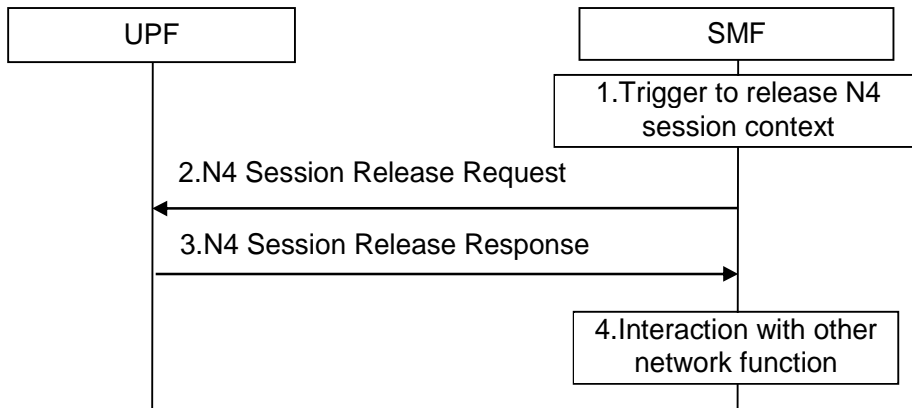 UPF
SMF
1.Trigger to release N4
session context
2.N4 Session Release Request
3.N4 Session Release Response
4.Interaction with other
network function